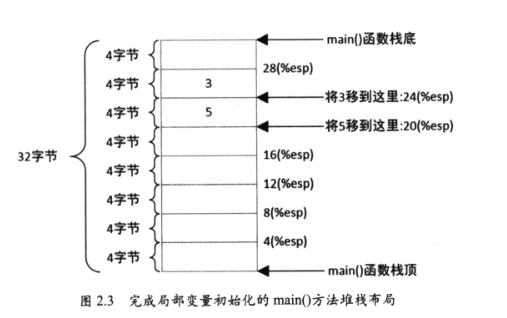 main()函数栈底
4字节
28(%esp)
4字节
3
将3移到这里:24(%esp)
4字节
5
将5移到这里:20(%esp)
4字节
16(%esp)
32字节
4字节
12(%esp)
4字节
8(%esp)
4字节
4(%esp)
4字节
main()函数栈顶
图 2.3 完成局部变量初始化的 main()方法堆栈布局